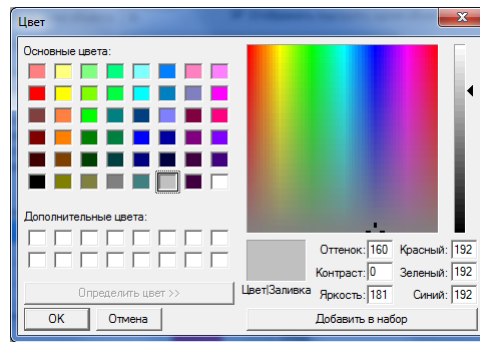 Цвет
Основные цвета:
Дополнительные цвета:
Определить цвет >>
OK
Отмена
Цвет|Заливка
Оттенок: 160
Контраст: 0
Яркость: 181
Красный: 192
Зеленый: 192
Синий: 192
Добавить в набор